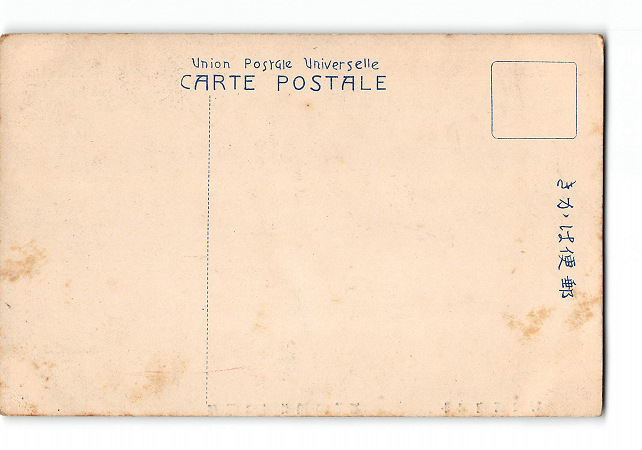 Union Postale Universelle
CARTE POSTALE
郵便はがき